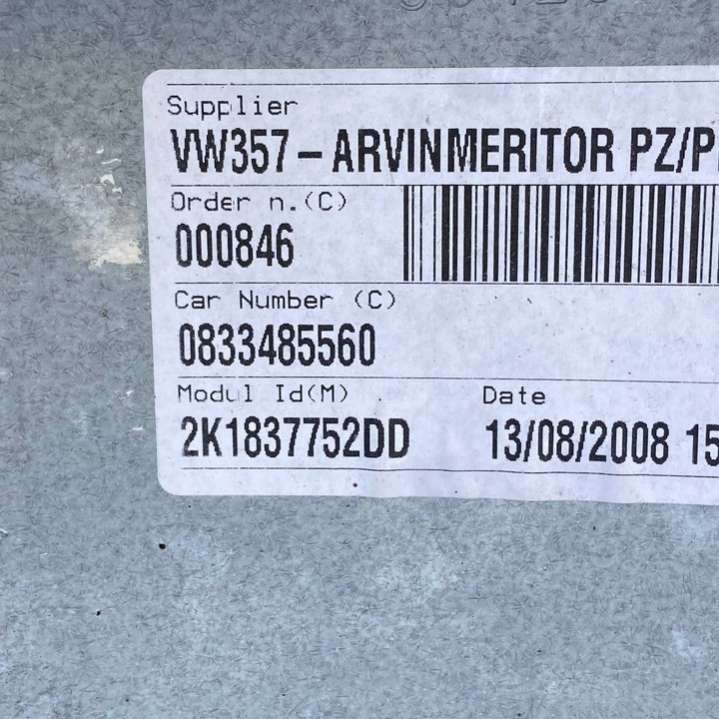 Supplier
VW357-ARVINMERITOR PZ/P
Order n.(C)
000846
Car Number (C)
0833485560
Modul Id(M) Date
2K1837752DD 13/08/2008 15